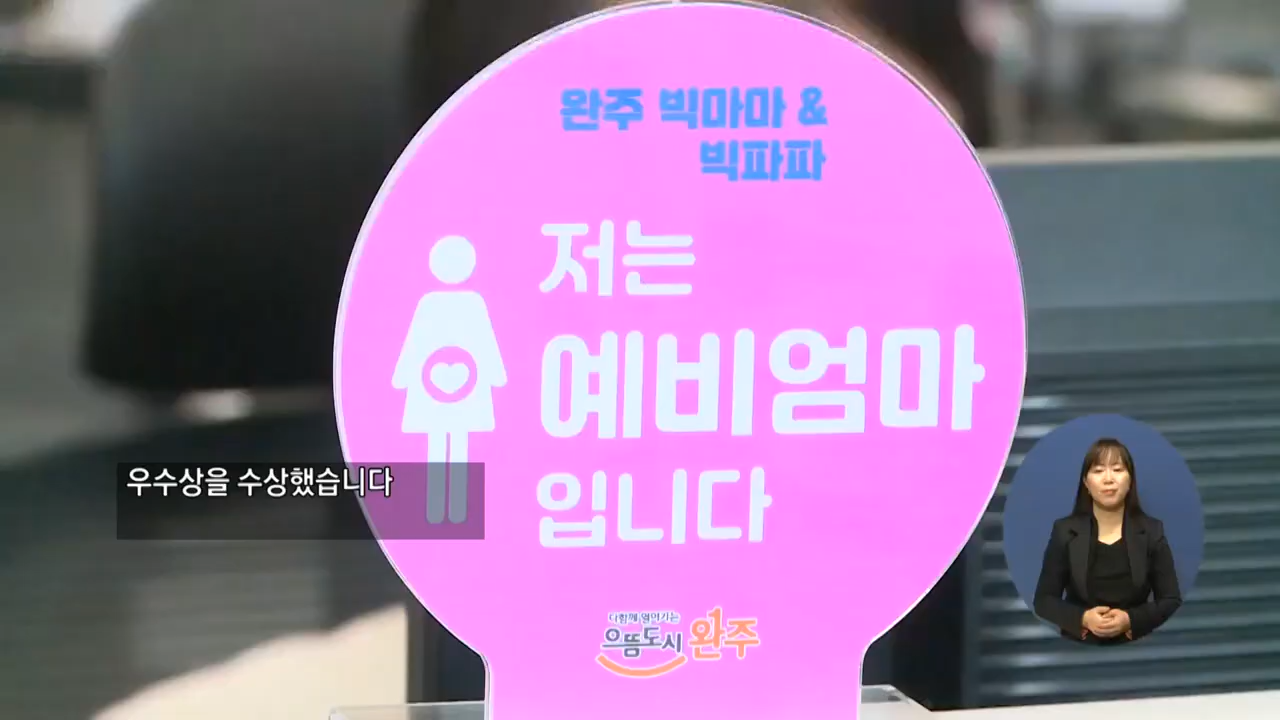 완주 빅마마 &
빅파파
저는
예비엄마
입니다
우수상을 수상했습니다
다함께 열어가는
으뜸도시 완주